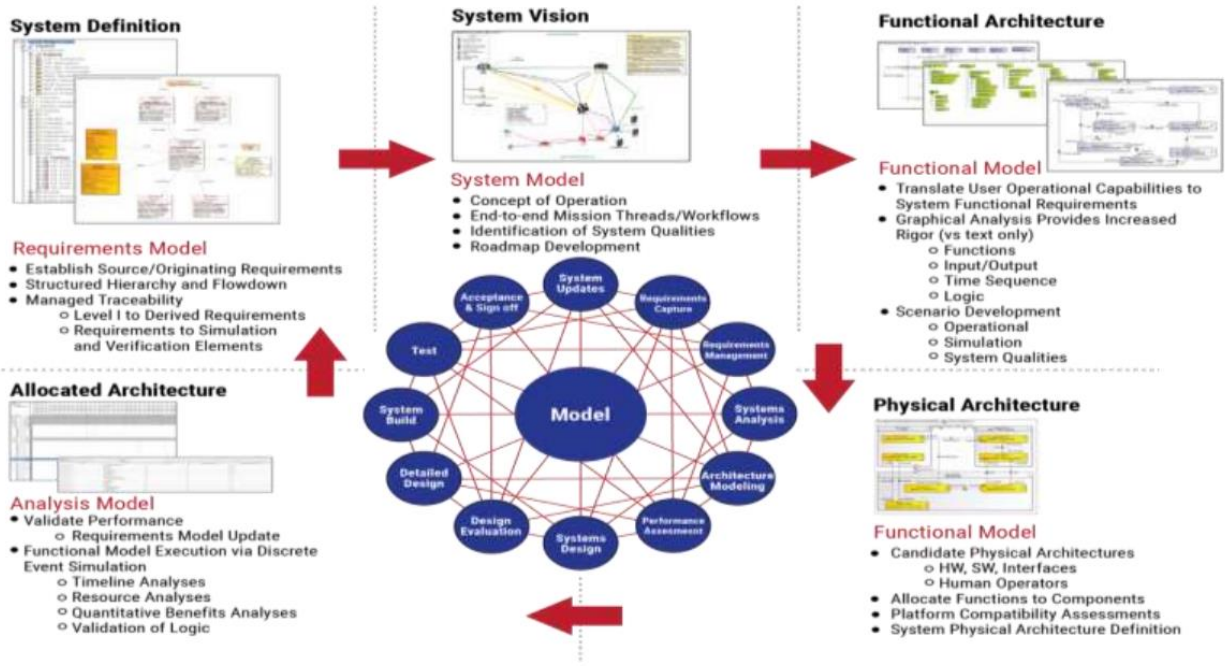 System Definition
Requirements Model
• Establish Source/Originating Requirements
• Structured Hierarchy and Flowdown
• Managed Traceability
o Level I to Derived Requirements
o Requirements to Simulation
and Verification Elements
System Vision
System Model
• Concept of Operation
• End-to-end Mission Threads/Workflows
• Identification of System Qualities
• Roadmap Development
Functional Architecture
Functional Model
• Translate User Operational Capabilities to
System Functional Requirements
• Graphical Analysis Provides Increased
Rigor (vs text only)
o Functions
o Input/Output
o Time Sequence
o Logic
• Scenario Development
o Operational
o Simulation
o System Qualities
Model
System
Updates
Requirements
Capture
Requirements
Management
Systems
Analysis
Architecture
Modeling
Performance
Assesment
Systems
Design
Design
Evaluation
Detailed
Design
System
Build
Test
Acceptance
& Sign off
Allocated Architecture
Analysis Model
• Validate Performance
o Requirements Model Update
• Functional Model Execution via Discrete
Event Simulation
o Timeline Analyses
o Resource Analyses
o Quantitative Benefits Analyses
o Validation of Logic
Physical Architecture
Functional Model
• Candidate Physical Architectures
o HW, SW, Interfaces
o Human Operators
• Allocate Functions to Components
• Platform Compatibility Assessments
• System Physical Architecture Definition